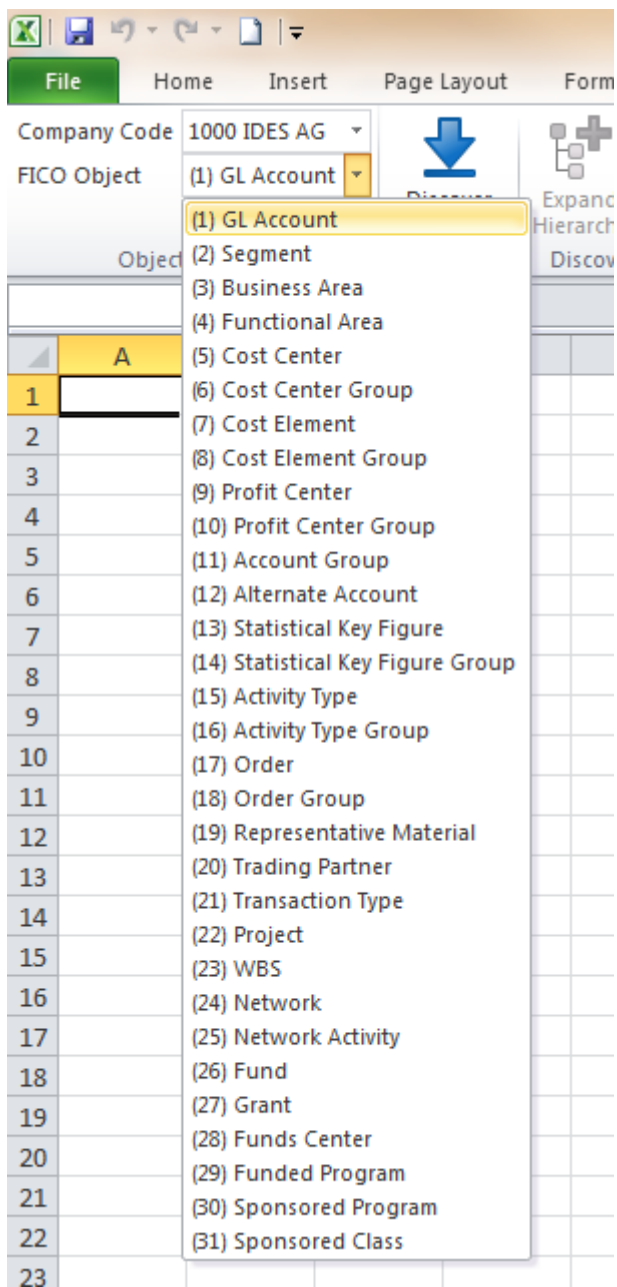 File Home Insert Page Layout Form
Company Code 1000 IDES AG
FICO Object (1) GL Account
Discover
Expand
Hierarch
Object
Discov
(1) GL Account
(2) Segment
(3) Business Area
(4) Functional Area
(5) Cost Center
(6) Cost Center Group
(7) Cost Element
(8) Cost Element Group
(9) Profit Center
(10) Profit Center Group
(11) Account Group
(12) Alternate Account
(13) Statistical Key Figure
(14) Statistical Key Figure Group
(15) Activity Type
(16) Activity Type Group
(17) Order
(18) Order Group
(19) Representative Material
(20) Trading Partner
(21) Transaction Type
(22) Project
(23) WBS
(24) Network
(25) Network Activity
(26) Fund
(27) Grant
(28) Funds Center
(29) Funded Program
(30) Sponsored Program
(31) Sponsored Class
A
1
2
3
4
5
6
7
8
9
10
11
12
13
14
15
16
17
18
19
20
21
22
23